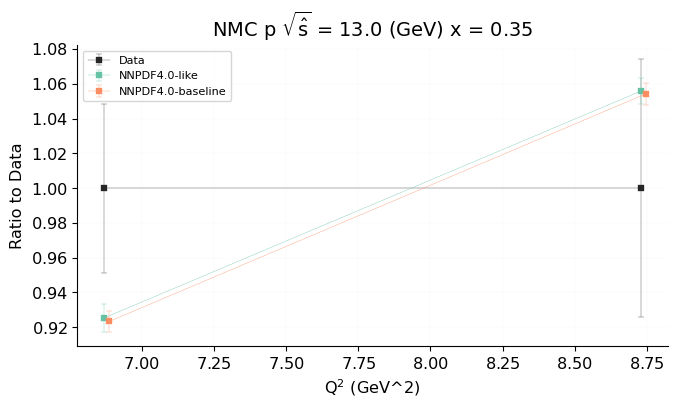 NMC p √ŝ = 13.0 (GeV) x = 0.35
Data
NNPDF4.0-like
NNPDF4.0-baseline
Ratio to Data
1.08
1.06
1.04
1.02
1.00
0.98
0.96
0.94
0.92
7.00 7.25 7.50 7.75 8.00 8.25 8.50 8.75
Q² (GeV^2)